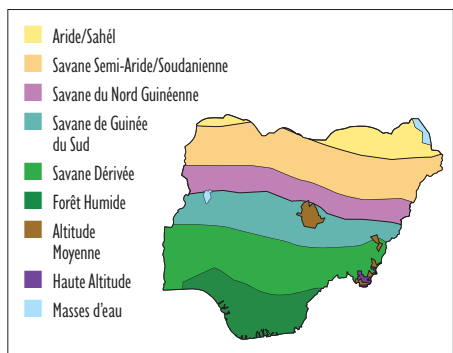 Aride/Sahél
Savane Semi-Aride/Soudanienne
Savane du Nord Guinéenne
Savane de Guinée
du Sud
Savane Dérivée
Forêt Humide
Altitude
Moyenne
Haute Altitude
Masses d'eau